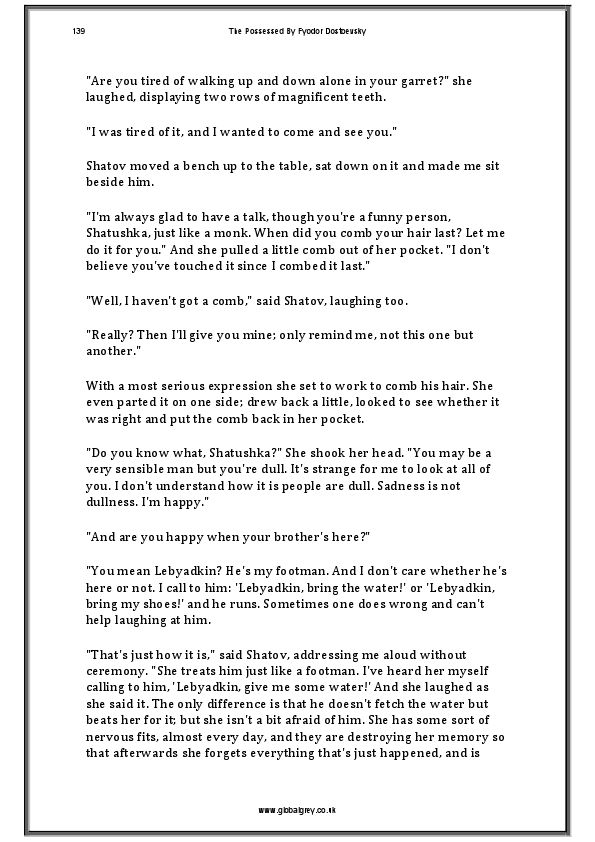 139
The Possessed By Fyodor Dostoevsky
"Are you tired of walking up and down alone in your garret?" she
laughed, displaying two rows of magnificent teeth.
"I was tired of it, and I wanted to come and see you."
Shatov moved a bench up to the table, sat down on it and made me sit
beside him.
"I'm always glad to have a talk, though you're a funny person,
Shatushka, just like a monk. When did you comb your hair last? Let me
do it for you." And she pulled a little comb out of her pocket. "I don't
believe you've touched it since I combed it last."
"Well, I haven't got a comb," said Shatov, laughing too.
"Really? Then I'll give you mine; only remind me, not this one but
another."
With a most serious expression she set to work to comb his hair. She
even parted it on one side; drew back a little, looked to see whether it
was right and put the comb back in her pocket.
"Do you know what, Shatushka?" She shook her head. "You may be a
very sensible man but you're dull. It's strange for me to look at all of
you. I don't understand how it is people are dull. Sadness is not
dullness. I'm happy."
"And are you happy when your brother's here?"
"You mean Lebyadkin? He's my footman. And I don't care whether he's
here or not. I call to him: 'Lebyadkin, bring the water!' or 'Lebyadkin,
bring my shoes!' and he runs. Sometimes one does wrong and can't
help laughing at him.
"That's just how it is," said Shatov, addressing me aloud without
ceremony. "She treats him just like a footman. I've heard her myself
calling to him, 'Lebyadkin, give me some water!' And she laughed as
she said it. The only difference is that he doesn't fetch the water but
beats her for it; but she isn't a bit afraid of him. She has some sort of
nervous fits, almost every day, and they are destroying her memory so
that afterwards she forgets everything that's just happened, and is
www.globalgrey.co.uk